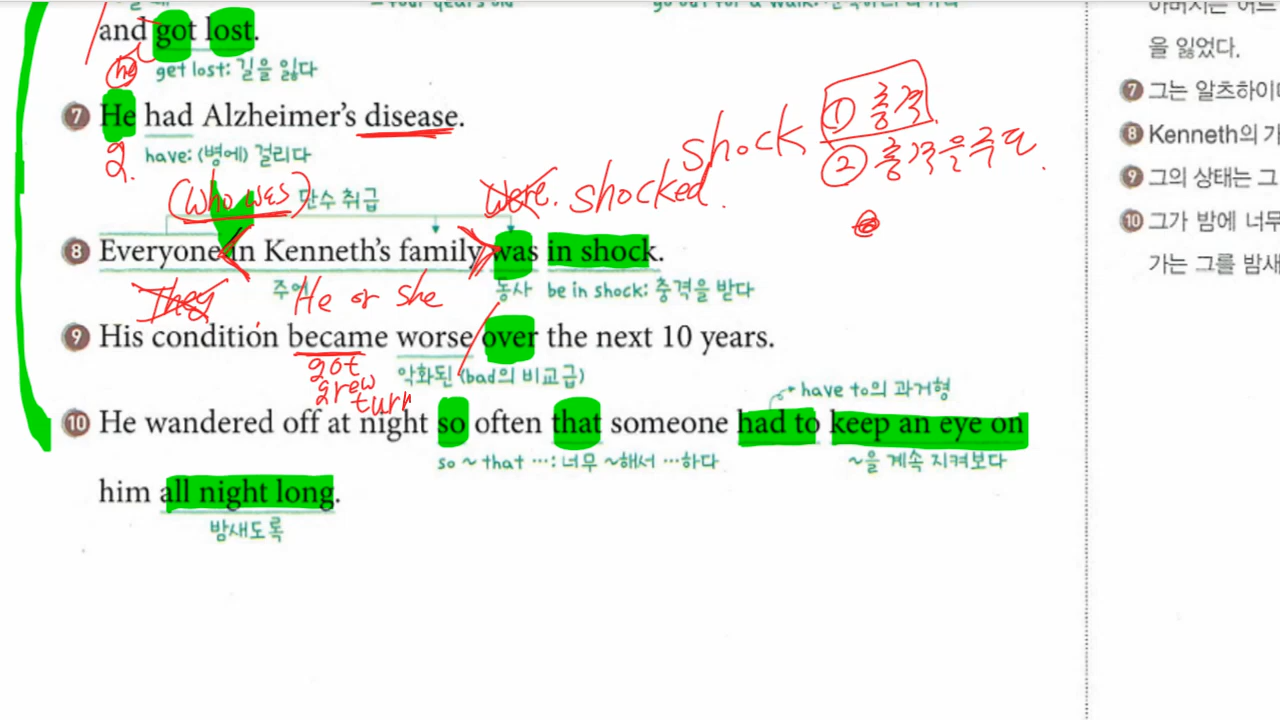 and got lost.
he
get lost: 길을 잃다
shock ① 충격
② 충격을 주다.
⑦ He had Alzheimer's disease.
have: (병에) 걸리다
(who was) 단수 취급
were. shocked.
⑧ Everyone in Kenneth's family was in shock.
They 주어 He or she 동사 be in shock: 충격을 받다
⑨ His condition became worse over the next 10 years.
got
악화된 (bad의 비교급)
grew
turn
have to의 과거형
⑩ He wandered off at night so often that someone had to keep an eye on
so ~ that …: 너무 ~해서 …하다 ~을 계속 지켜보다
him all night long.
밤새도록
아버지는 어느
을 잃었다.
⑦ 그는 알츠하이
⑧ Kenneth의 가
⑨ 그의 상태는 그
⑩ 그가 밤에 너무
가는 그를 밤새